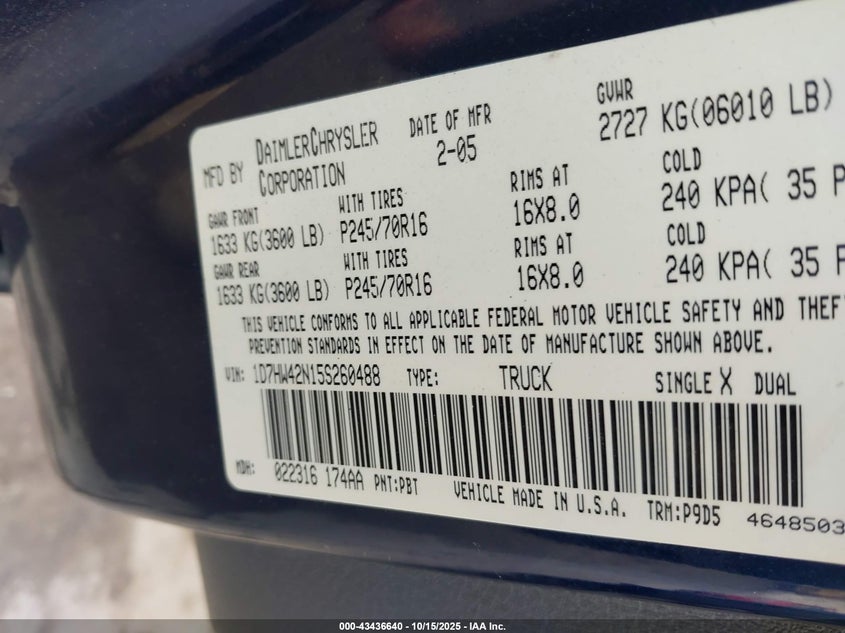 MFD BY DAIMLERCHRYSLER CORPORATION
DATE OF MFR 2-05
GVWR 2727 KG(06010 LB)
GAWR FRONT WITH TIRES RIMS AT COLD
1633 KG(3600 LB) P245/70R16 16X8.0 240 KPA( 35 P
GAWR REAR WITH TIRES RIMS AT COLD
1633 KG(3600 LB) P245/70R16 16X8.0 240 KPA( 35 P
THIS VEHICLE CONFORMS TO ALL APPLICABLE FEDERAL MOTOR VEHICLE SAFETY AND THEFT
PREVENTION STANDARDS IN EFFECT ON THE DATE OF MANUFACTURE SHOWN ABOVE.
VIN: 1D7HW42N15S260488 TYPE: TRUCK SINGLE X DUAL
MDH: 022316 174AA PNT:PBT VEHICLE MADE IN U.S.A. TRM:P9D5 4648503
000-43436640 - 10/15/2025 - IAA Inc.